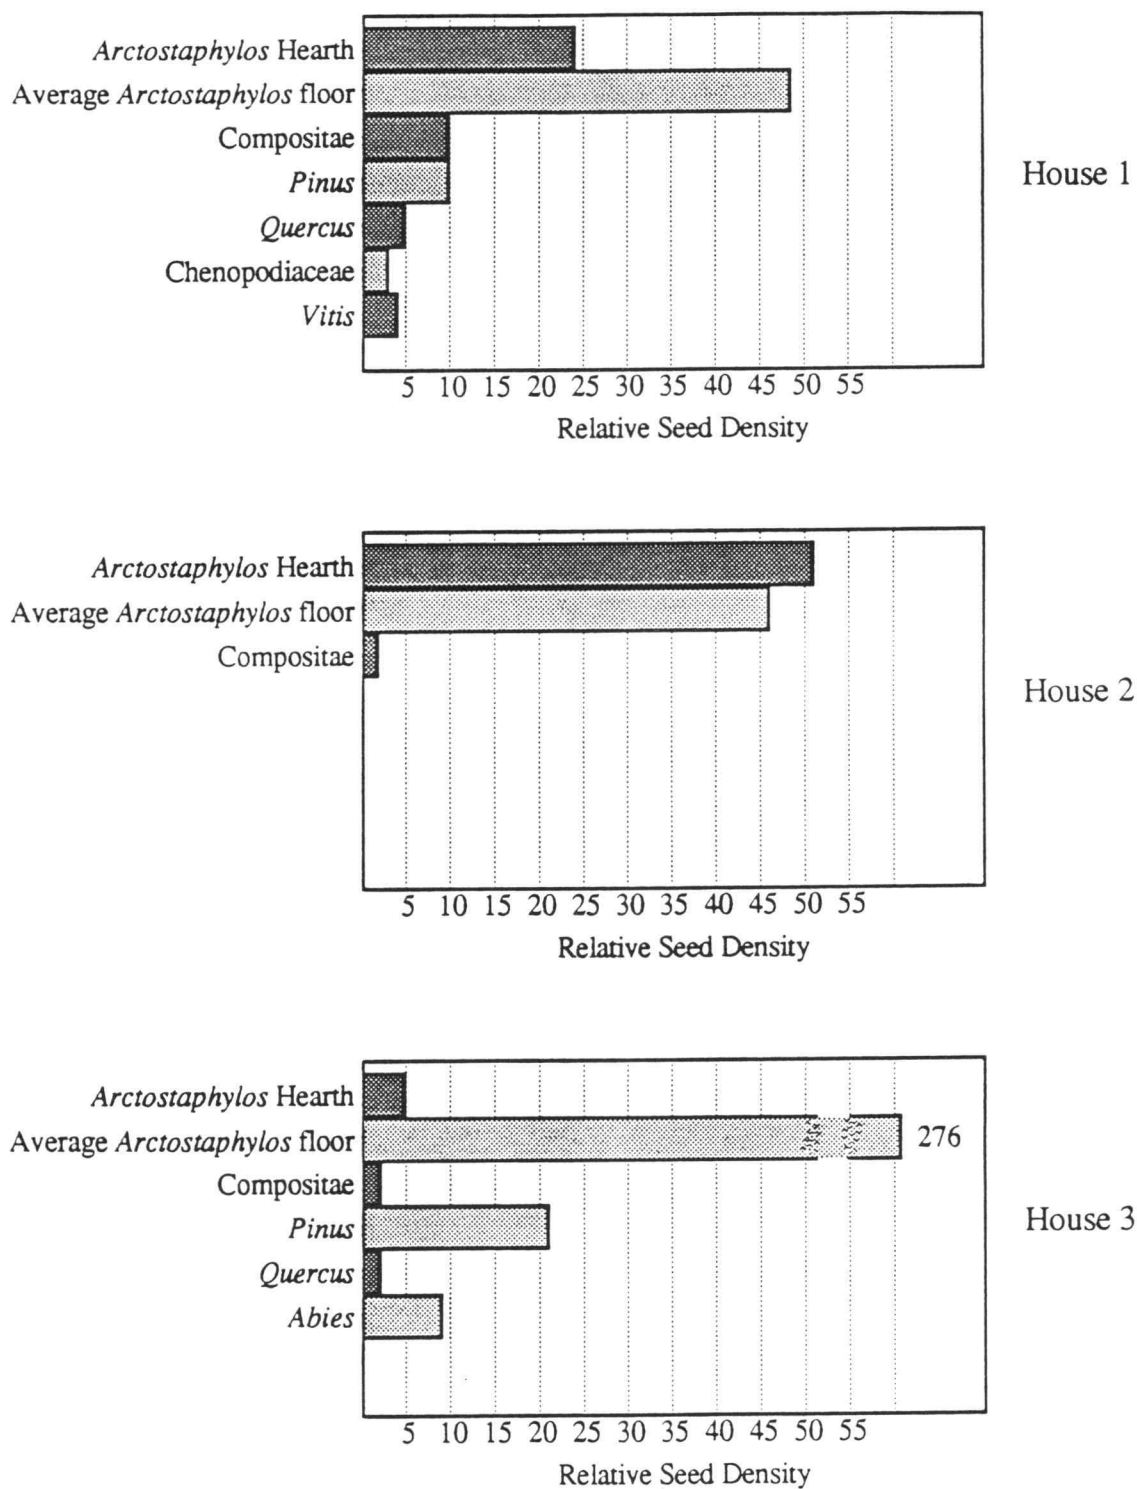 Arctostaphylos Hearth
Average Arctostaphylos floor
Compositae
Pinus
Quercus
Chenopodiaceae
Vitis
House 1
5 10 15 20 25 30 35 40 45 50 55
Relative Seed Density
Arctostaphylos Hearth
Average Arctostaphylos floor
Compositae
House 2
5 10 15 20 25 30 35 40 45 50 55
Relative Seed Density
Arctostaphylos Hearth
Average Arctostaphylos floor
276
Compositae
Pinus
Quercus
Abies
House 3
5 10 15 20 25 30 35 40 45 50 55
Relative Seed Density